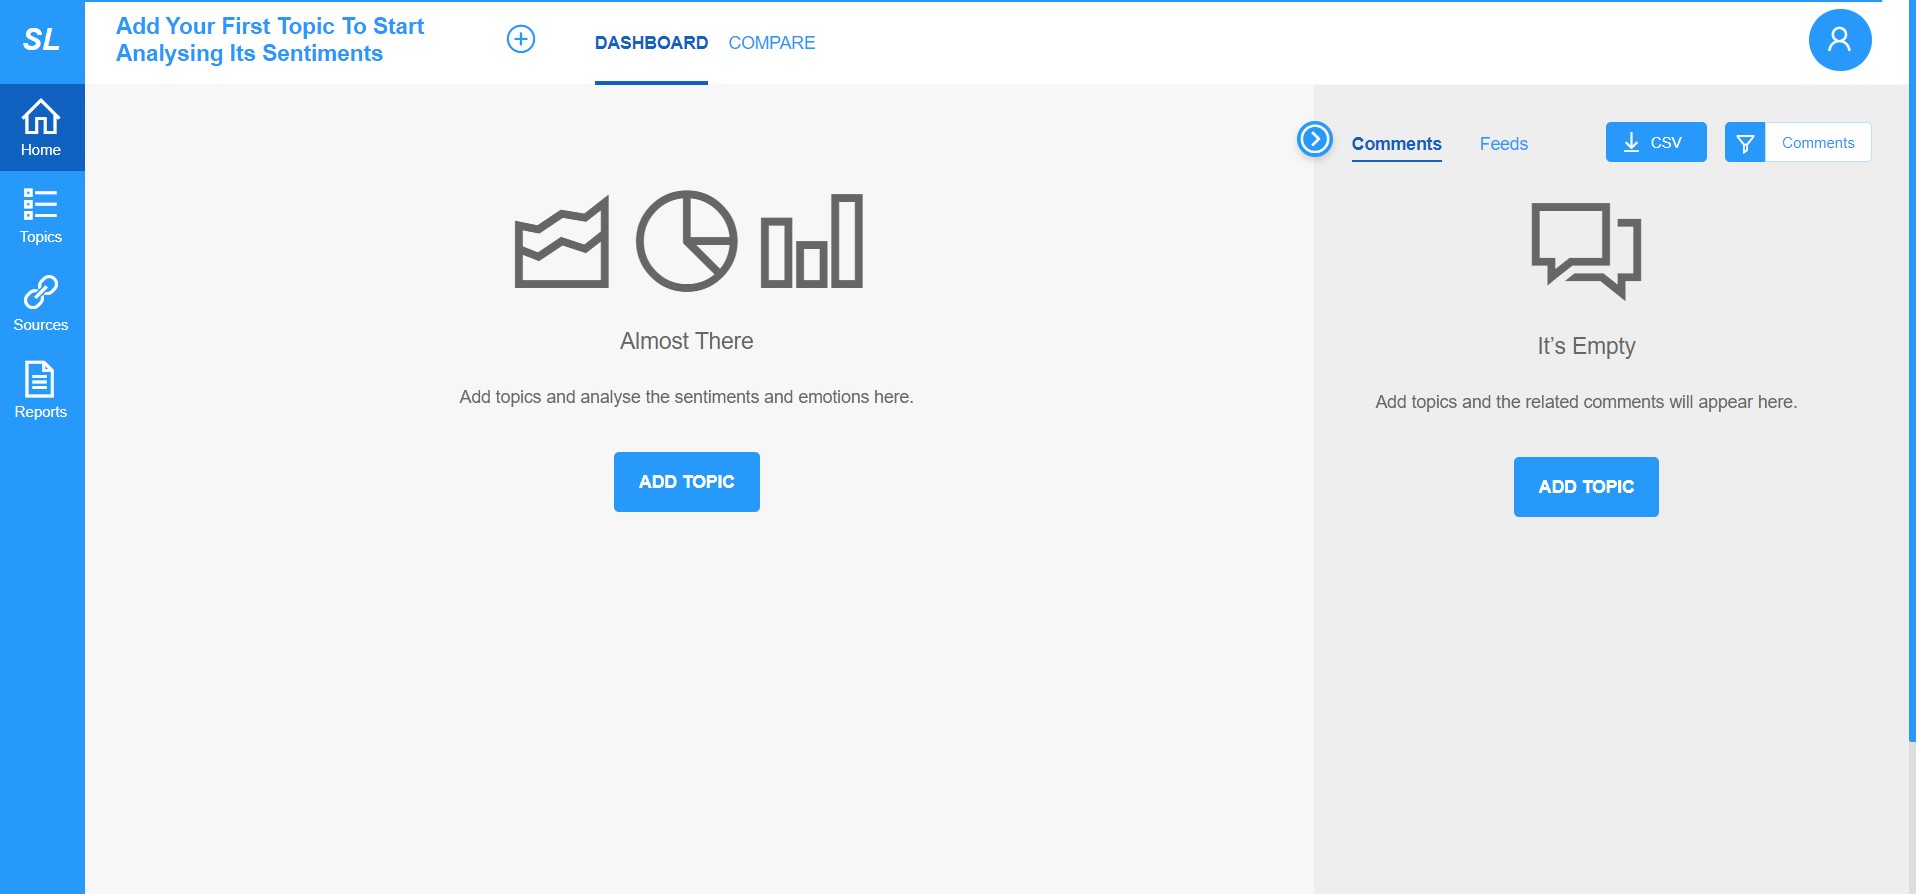 SL
Add Your First Topic To Start
Analysing Its Sentiments
DASHBOARD
COMPARE
Home
Topics
Sources
Reports
Almost There
Add topics and analyse the sentiments and emotions here.
ADD TOPIC
Comments
Feeds
CSV
Comments
It’s Empty
Add topics and the related comments will appear here.
ADD TOPIC